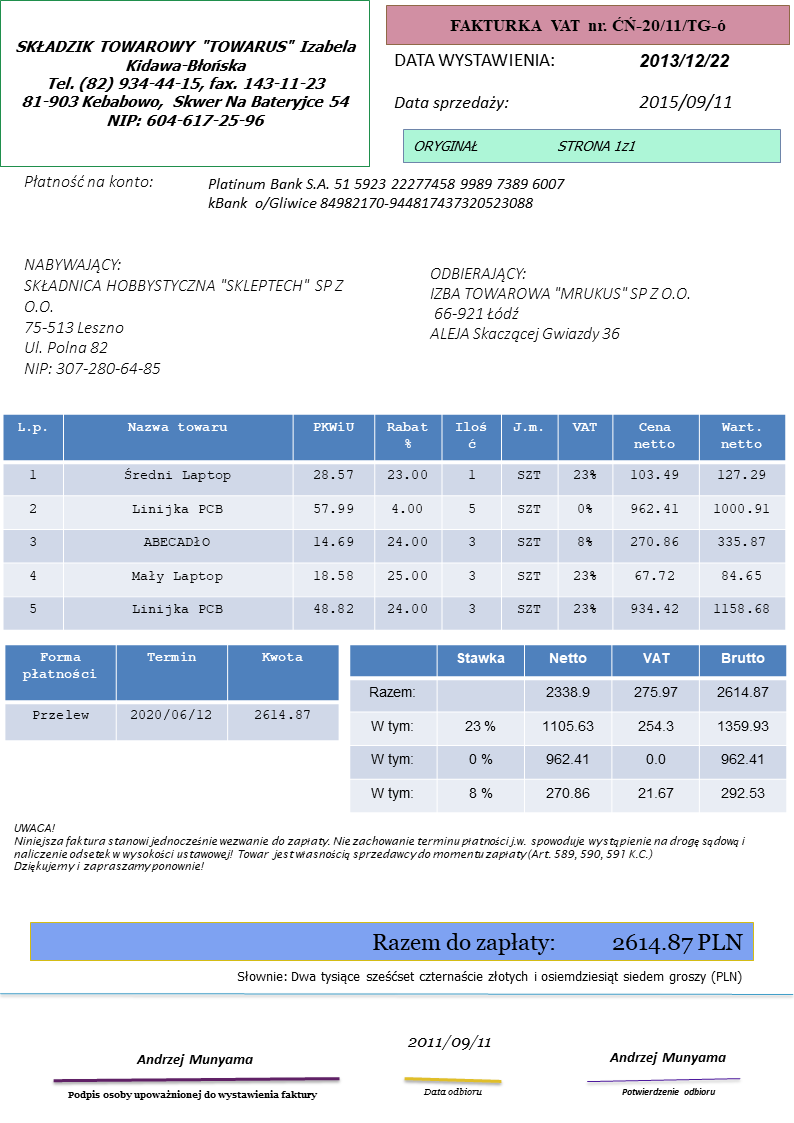 SKŁADZIK TOWAROWY "TOWARUS" Izabela
Kidawa-Błońska
Tel. (82) 934-44-15, fax. 143-11-23
81-903 Kebabowo, Skwer Na Bateryjce 54
NIP: 604-617-25-96
FAKTURKA VAT nr. ĆŃ-20/11/TG-ó
DATA WYSTAWIENIA: 2013/12/22
Data sprzedaży: 2015/09/11
ORYGINAŁ STRONA 1z1
Płatność na konto: Platinum Bank S.A. 51 5923 22277458 9989 7389 6007
kBank o/Gliwice 84982170-944817437320523088
NABYWAJĄCY:
SKŁADNICA HOBBYSTYCZNA "SKLEPTECH" SP Z
O.O.
75-513 Leszno
Ul. Polna 82
NIP: 307-280-64-85
ODBIERAJĄCY:
IZBA TOWAROWA "MRUKUS" SP Z O.O.
66-921 Łódź
ALEJA Skaczącej Gwiazdy 36
L.p. Nazwa towaru PKWiU Rabat Iloś J.m. VAT Cena Wart.
% ć netto netto
1 Średni Laptop 28.57 23.00 1 SZT 23% 103.49 127.29
2 Linijka PCB 57.99 4.00 5 SZT 0% 962.41 1000.91
3 ABECADŁO 14.69 24.00 3 SZT 8% 270.86 335.87
4 Mały Laptop 18.58 25.00 3 SZT 23% 67.72 84.65
5 Linijka PCB 48.82 24.00 3 SZT 23% 934.42 1158.68
Forma Termin Kwota
płatności
Przelew 2020/06/12 2614.87
Stawka Netto VAT Brutto
Razem: 2338.9 275.97 2614.87
W tym: 23 % 1105.63 254.3 1359.93
W tym: 0 % 962.41 0.0 962.41
W tym: 8 % 270.86 21.67 292.53
UWAGA!
Niniejsza faktura stanowi jednocześnie wezwanie do zapłaty. Nie zachowanie terminu płatności j.w. spowoduje wystąpienie na drogę sądową i
naliczenie odsetek w wysokości ustawowej! Towar jest własnością sprzedawcy do momentu zapłaty (Art. 589, 590, 591 K.C.)
Dziękujemy i zapraszamy ponownie!
Razem do zapłaty: 2614.87 PLN
Słownie: Dwa tysiące sześćset czternaście złotych i osiemdziesiąt siedem groszy (PLN)
Andrzej Munyama
Podpis osoby upoważnionej do wystawienia faktury
2011/09/11
Data odbioru
Andrzej Munyama
Potwierdzenie odbioru